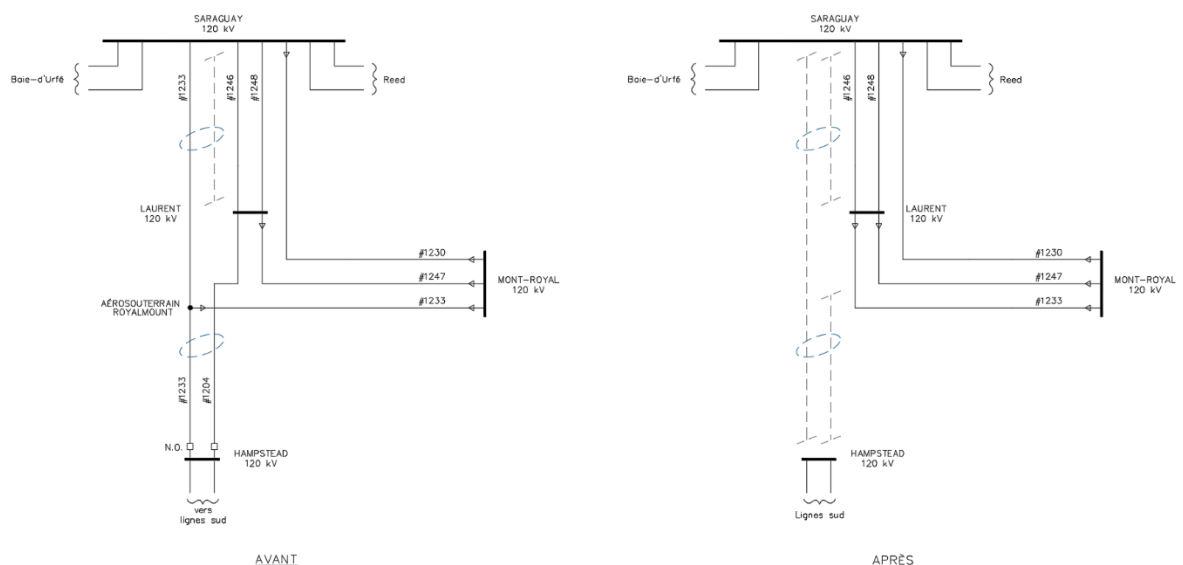 SARAGUAY
120 kV
Baie-d'Urfé
Reed
#1233
#1246
#1248
LAURENT
120 kV
#1230
#1247
#1233
MONT-ROYAL
120 kV
AÉROSOUTERRAIN
ROYALMOUNT
#1233
#1204
N.O.
HAMPSTEAD
120 kV
vers
lignes sud
AVANT
SARAGUAY
120 kV
Baie-d'Urfé
Reed
#1246
#1248
LAURENT
120 kV
#1230
#1247
#1233
MONT-ROYAL
120 kV
HAMPSTEAD
120 kV
Lignes sud
APRÈS